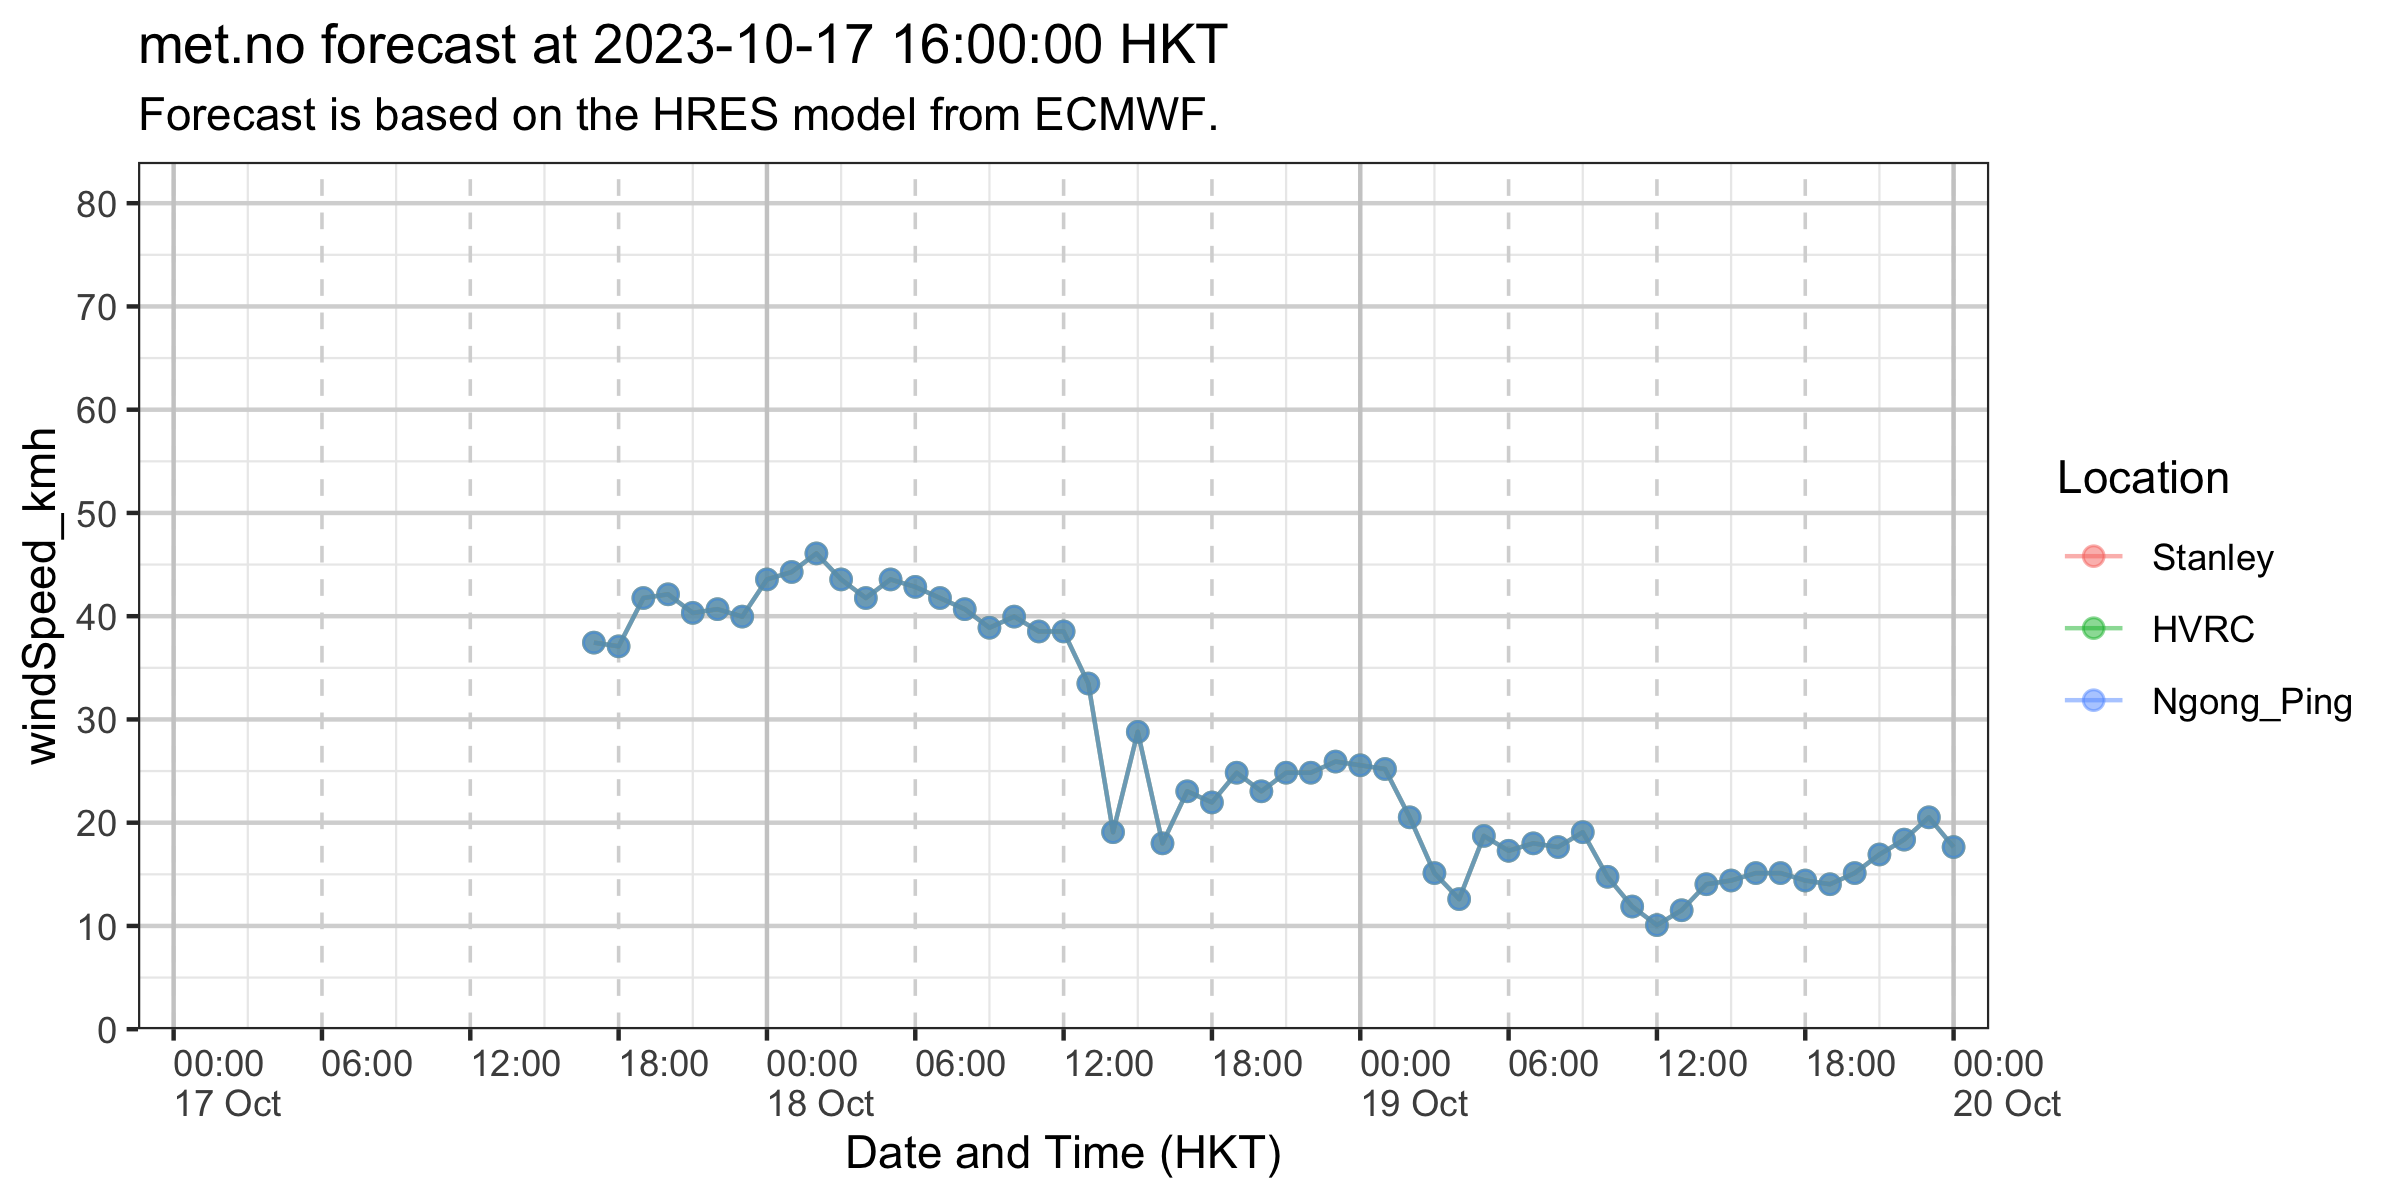 met.no forecast at 2023-10-17 16:00:00 HKT
Forecast is based on the HRES model from ECMWF.
windSpeed_kmh
80
70
60
50
40
30
20
10
0
00:00 06:00 12:00 18:00 00:00 06:00 12:00 18:00 00:00 06:00 12:00 18:00 00:00
17 Oct 18 Oct 19 Oct 20 Oct
Date and Time (HKT)
Location
Stanley
HVRC
Ngong_Ping